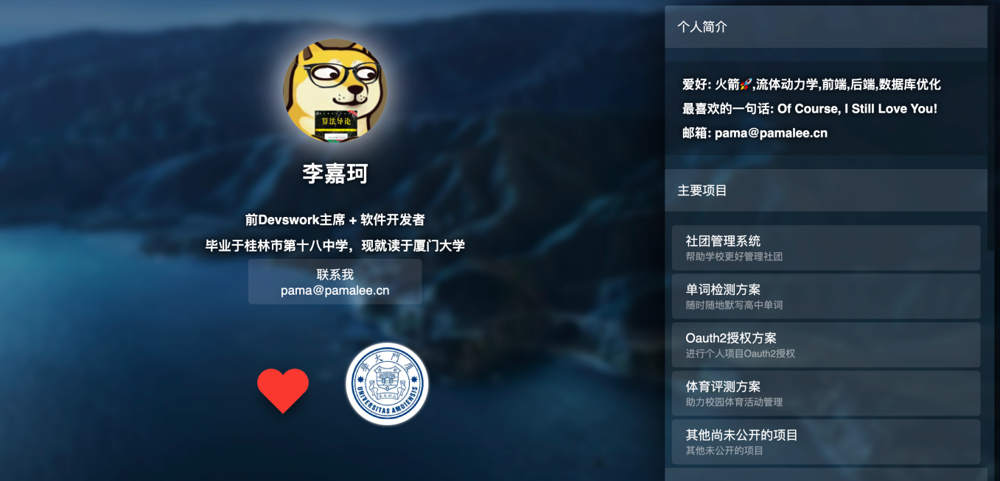 算法导论
李嘉珂
前Devswork主席 + 软件开发者
毕业于桂林市第十八中学，现就读于厦门大学
联系我
pama@pamalee.cn
學大門厦
UNIVERSITAS AMOIENSIS
个人简介
爱好: 火箭🚀,流体动力学,前端,后端,数据库优化
最喜欢的一句话: Of Course, I Still Love You!
邮箱: pama@pamalee.cn
主要项目
社团管理系统
帮助学校更好管理社团
单词检测方案
随时随地默写高中单词
Oauth2授权方案
进行个人项目Oauth2授权
体育评测方案
助力校园体育活动管理
其他尚未公开的项目
其他未公开的项目